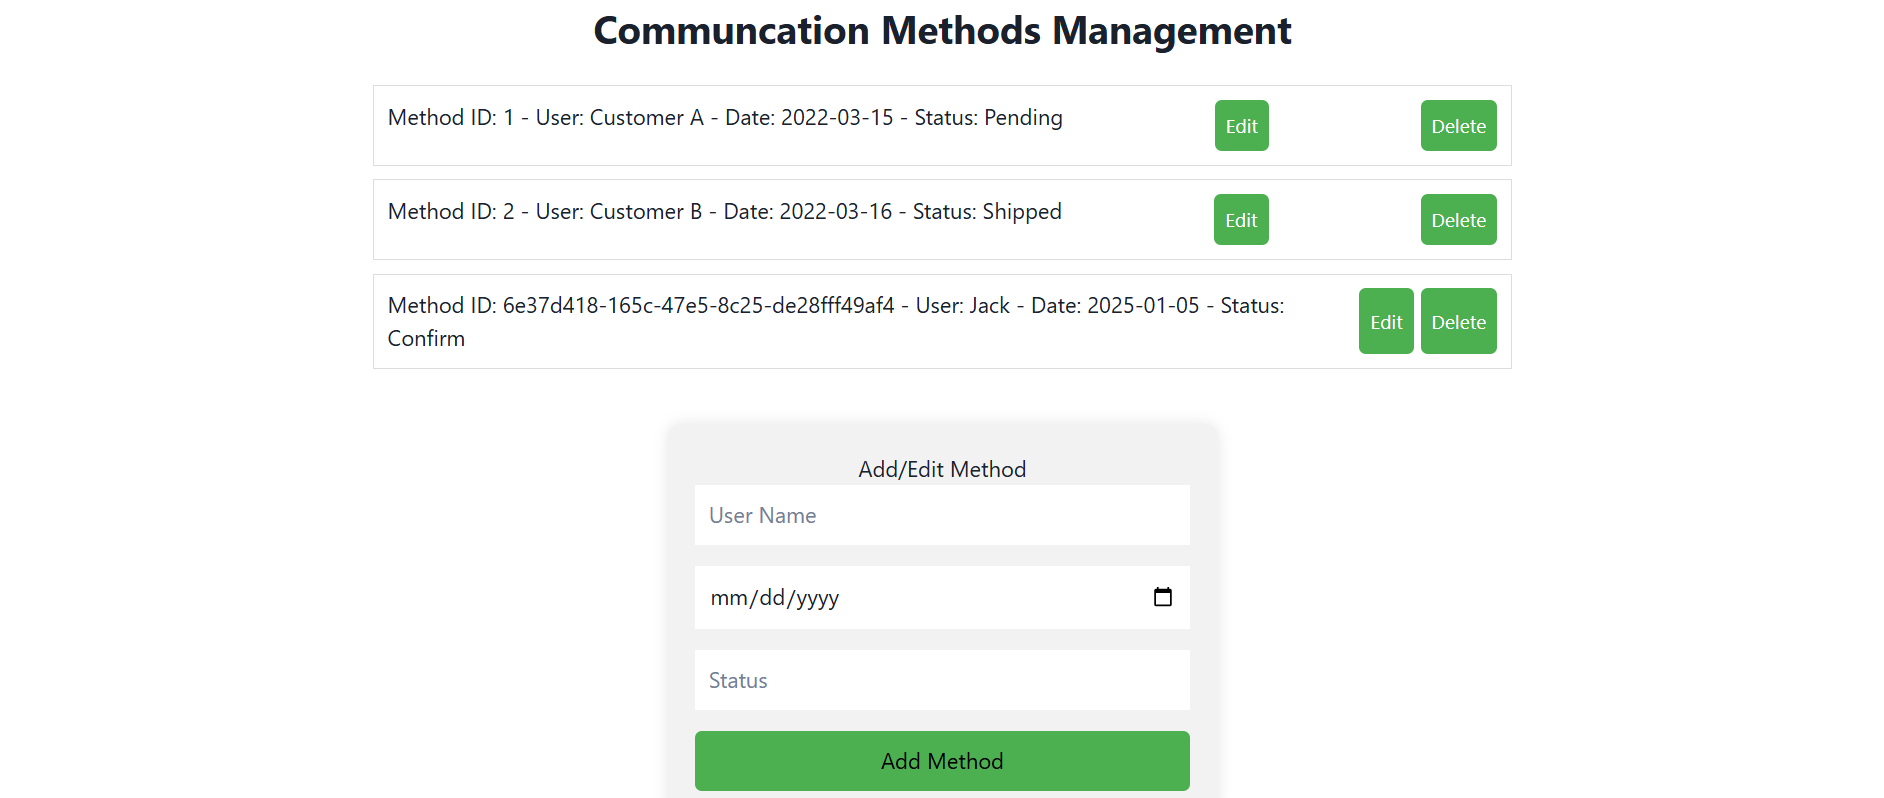 Communcation Methods Management
Method ID: 1 - User: Customer A - Date: 2022-03-15 - Status: Pending
Edit
Delete
Method ID: 2 - User: Customer B - Date: 2022-03-16 - Status: Shipped
Edit
Delete
Method ID: 6e37d418-165c-47e5-8c25-de28fff49af4 - User: Jack - Date: 2025-01-05 - Status:
Confirm
Edit
Delete
Add/Edit Method
User Name
mm/dd/yyyy
Status
Add Method